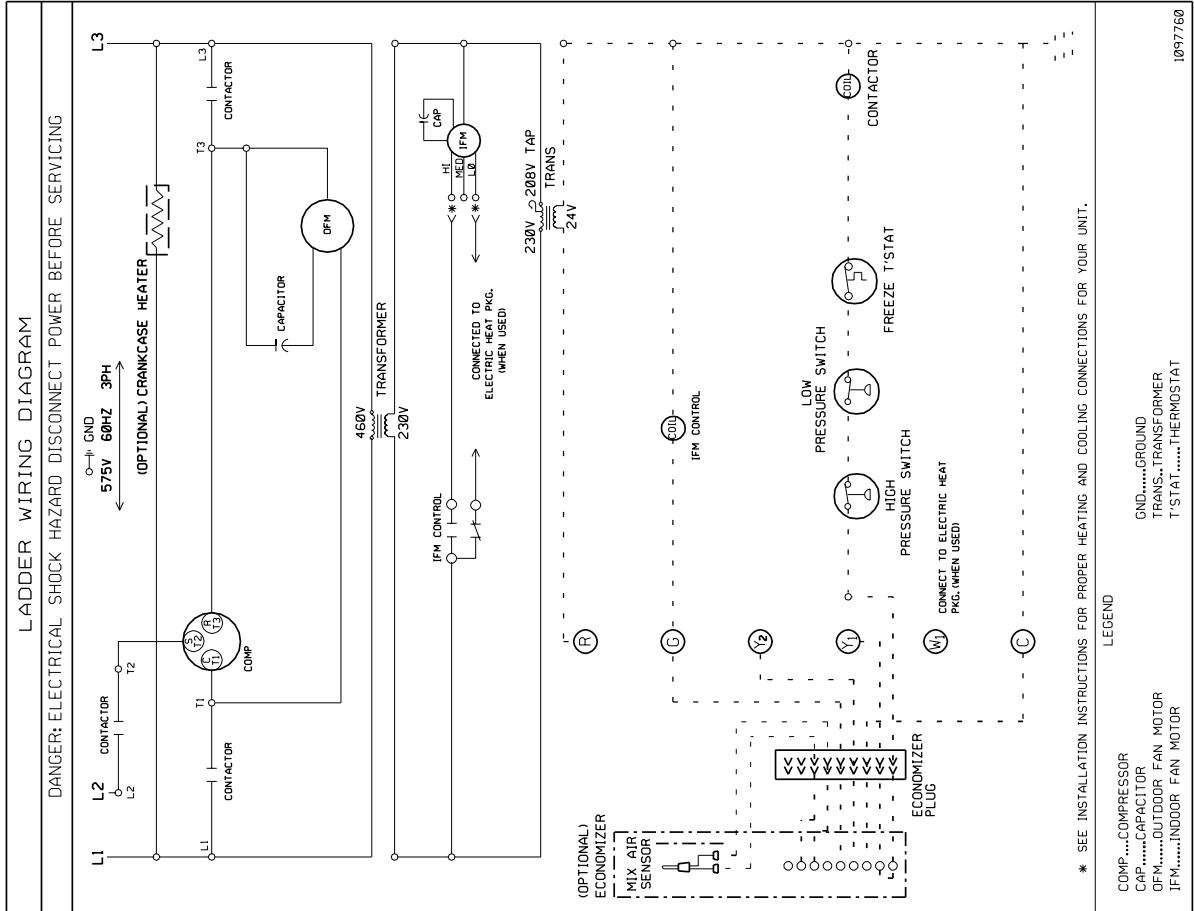 LADDER WIRING DIAGRAM
DANGER: ELECTRICAL SHOCK HAZARD DISCONNECT POWER BEFORE SERVICING
GND
575V 60HZ 3PH
L1
L2
L3
(OPTIONAL) CRANKCASE HEATER
L2
CONTACTOR
T2
L1
CONTACTOR
T1
S
T2
C
T1
R
T3
COMP
T3
CONTACTOR
L3
CAPACITOR
OFM
460V
TRANSFORMER
230V
IFM CONTROL
CONNECTED TO
ELECTRIC HEAT PKG.
(WHEN USED)
*
*
HI
MED
LO
CAP
IFM
230V
208V TAP
TRANS
24V
R
G
COIL
IFM CONTROL
Y2
Y1
HIGH
PRESSURE SWITCH
LOW
PRESSURE SWITCH
FREEZE T'STAT
COIL
CONTACTOR
W1
CONNECT TO ELECTRIC HEAT
PKG. (WHEN USED)
C
(OPTIONAL)
ECONOMIZER
MIX AIR
SENSOR
ECONOMIZER
PLUG
* SEE INSTALLATION INSTRUCTIONS FOR PROPER HEATING AND COOLING CONNECTIONS FOR YOUR UNIT.
LEGEND
COMP....COMPRESSOR
CAP.....CAPACITOR
OFM.....OUTDOOR FAN MOTOR
IFM.....INDOOR FAN MOTOR
GND......GROUND
TRANS..TRANSFORMER
T'STAT.....THERMOSTAT
1097760